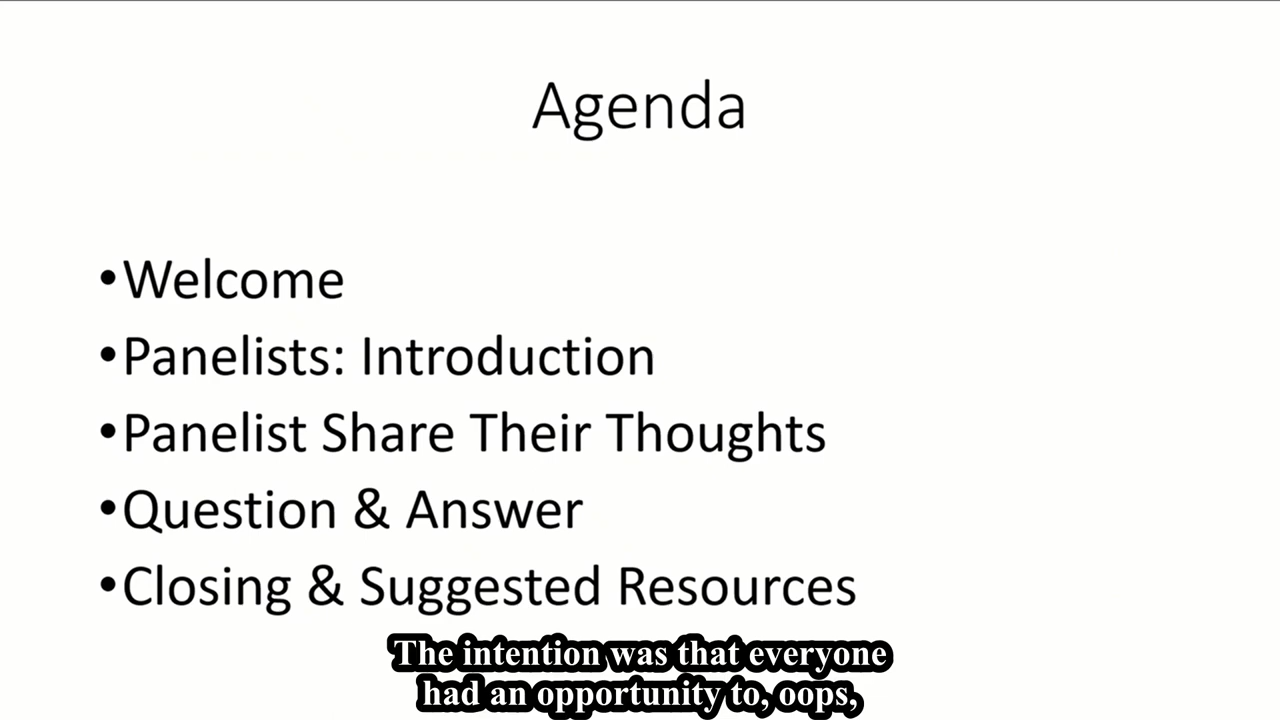 Agenda
•Welcome
•Panelists: Introduction
•Panelist Share Their Thoughts
•Question & Answer
•Closing & Suggested Resources
The intention was that everyone
had an opportunity to, oops,